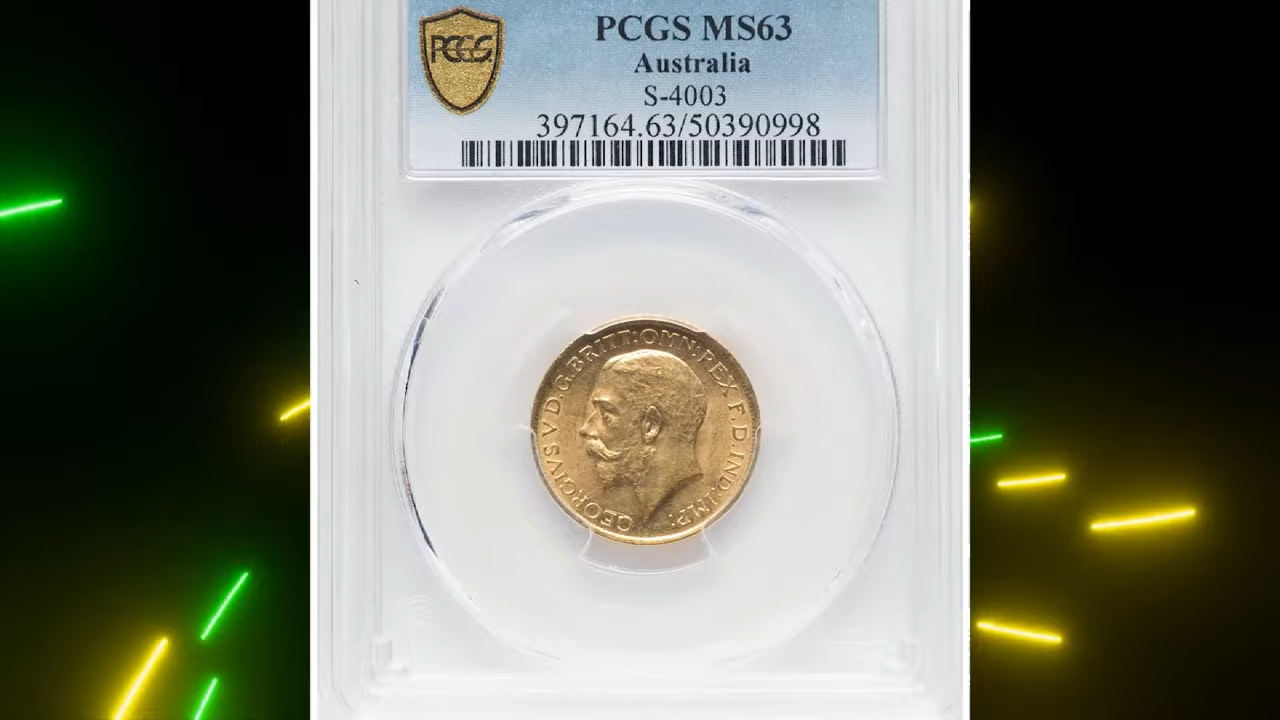 PCGS MS63
PCGS
Australia
S-4003
397164.63/50390998
GEORGIVS V D.G.BRITT:OMN:REX F.D.IND:IMP: